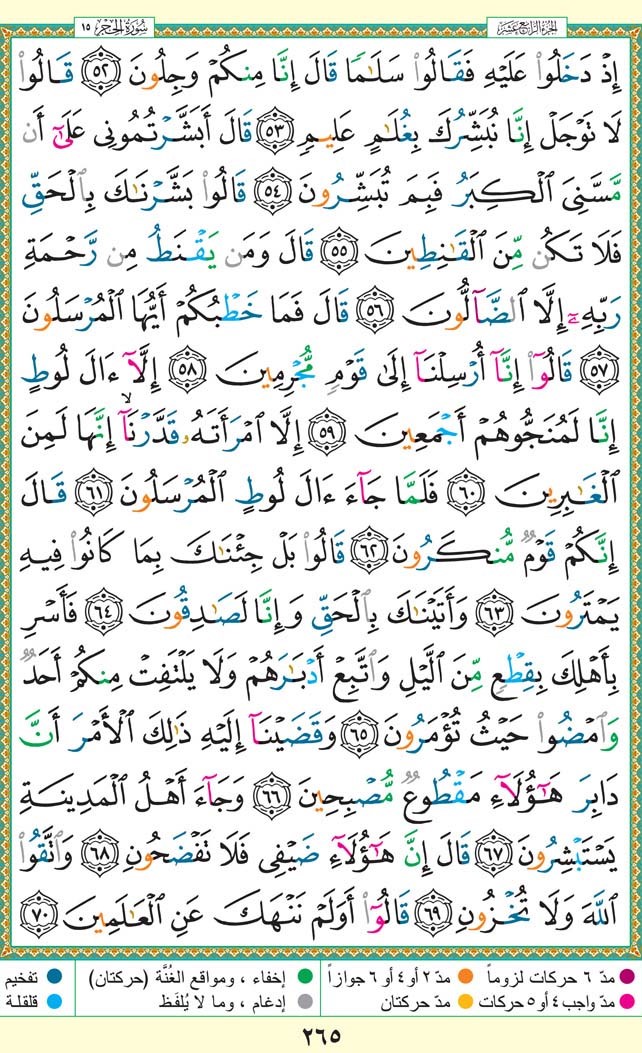 الجزء الرابع عشر
سورة الحجر ١٥
إِذْ دَخَلُوا۟ عَلَيْهِ فَقَالُوا۟ سَلَـٰمًا قَالَ إِنَّا مِنكُمْ وَجِلُونَ ٥٢ قَالُوا۟
لَا تَوْجَلْ إِنَّا نُبَشِّرُكَ بِغُلَـٰمٍ عَلِيمٍ ٥٣ قَالَ أَبَشَّرْتُمُونِى عَلَىٰٓ أَن
مَّسَّنِىَ ٱلْكِبَرُ فَبِمَ تُبَشِّرُونَ ٥٤ قَالُوا۟ بَشَّرْنَـٰكَ بِٱلْحَقِّ
فَلَا تَكُن مِّنَ ٱلْقَـٰنِطِينَ ٥٥ قَالَ وَمَن يَقْنَطُ مِن رَّحْمَةِ
رَبِّهِۦٓ إِلَّا ٱلضَّآلُّونَ ٥٦ قَالَ فَمَا خَطْبُكُمْ أَيُّهَا ٱلْمُرْسَلُونَ
٥٧ قَالُوٓا۟ إِنَّآ أُرْسِلْنَآ إِلَىٰ قَوْمٍ مُّجْرِمِينَ ٥٨ إِلَّآ ءَالَ لُوطٍ
إِنَّا لَمُنَجُّوهُمْ أَجْمَعِينَ ٥٩ إِلَّا ٱمْرَأَتَهُۥ قَدَّرْنَآ ۙ إِنَّهَا لَمِنَ
ٱلْغَـٰبِرِينَ ٦٠ فَلَمَّا جَآءَ ءَالَ لُوطٍ ٱلْمُرْسَلُونَ ٦١ قَالَ
إِنَّكُمْ قَوْمٌ مُّنكَرُونَ ٦٢ قَالُوا۟ بَلْ جِئْنَـٰكَ بِمَا كَانُوا۟ فِيهِ
يَمْتَرُونَ ٦٣ وَأَتَيْنَـٰكَ بِٱلْحَقِّ وَإِنَّا لَصَـٰدِقُونَ ٦٤ فَأَسْرِ
بِأَهْلِكَ بِقِطْعٍ مِّنَ ٱلَّيْلِ وَٱتَّبِعْ أَدْبَـٰرَهُمْ وَلَا يَلْتَفِتْ مِنكُمْ أَحَدٌ
وَٱمْضُوا۟ حَيْثُ تُؤْمَرُونَ ٦٥ وَقَضَيْنَآ إِلَيْهِ ذَٰلِكَ ٱلْأَمْرَ أَنَّ
دَابِرَ هَـٰٓؤُلَآءِ مَقْطُوعٌ مُّصْبِحِينَ ٦٦ وَجَآءَ أَهْلُ ٱلْمَدِينَةِ
يَسْتَبْشِرُونَ ٦٧ قَالَ إِنَّ هَـٰٓؤُلَآءِ ضَيْفِى فَلَا تَفْضَحُونِ ٦٨ وَٱتَّقُوا۟
ٱللَّهَ وَلَا تُخْزُونِ ٦٩ قَالُوٓا۟ أَوَلَمْ نَنْهَكَ عَنِ ٱلْعَـٰلَمِينَ ٧٠
مدّ ٦ حركات لزوماً مدّ ٢ أو ٤ أو ٦ جوازاً إخفاء ، ومواقع الغُنَّة (حركتان) تفخيم
مدّ واجب ٤ أو ٥ حركات مدّ حركتان إدغام ، وما لا يُلفَظ قلقلة
٢٦٥